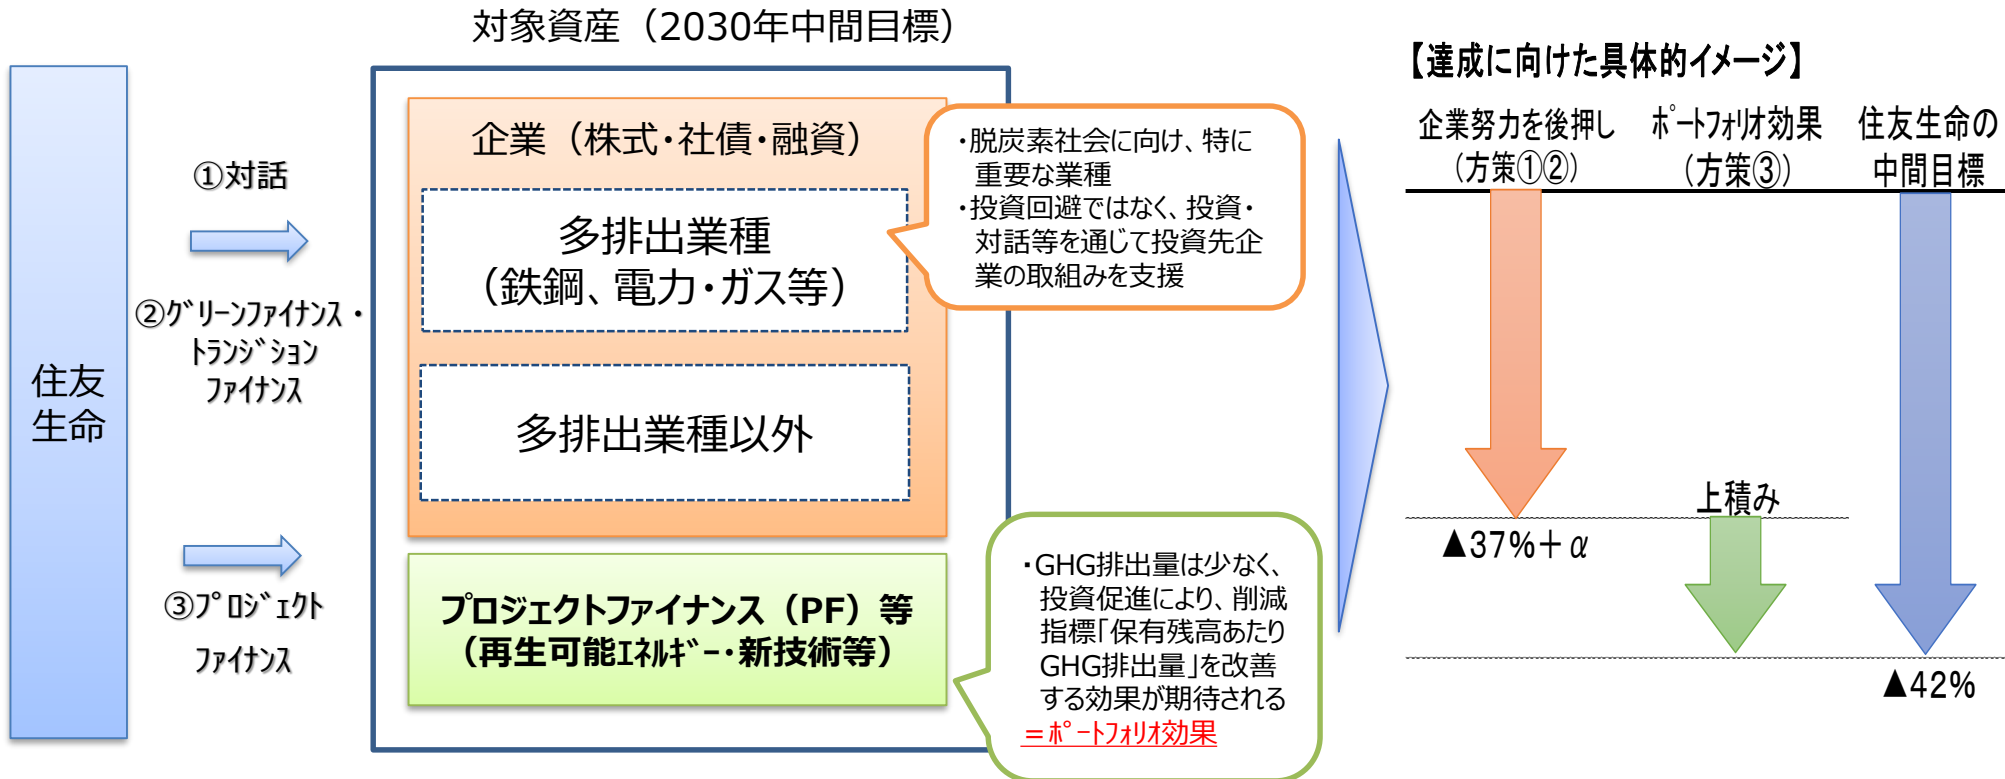 対象資産（2030年中間目標）
住友
生命
①対話
②ｸﾞﾘｰﾝﾌｧｲﾅﾝｽ・
ﾄﾗﾝｼﾞｼｮﾝ
ﾌｧｲﾅﾝｽ
③ﾌﾟﾛｼﾞｪｸﾄ
ﾌｧｲﾅﾝｽ
企業（株式・社債・融資）
多排出業種
（鉄鋼、電力・ガス等）
多排出業種以外
・脱炭素社会に向け、特に
重要な業種
・投資回避ではなく、投資・
対話等を通じて投資先企
業の取組みを支援
プロジェクトファイナンス（PF）等
（再生可能ｴﾈﾙｷﾞｰ・新技術等）
・GHG排出量は少なく、
投資促進により、削減
指標「保有残高あたり
GHG排出量」を改善
する効果が期待される
＝ﾎﾟｰﾄﾌｫﾘｵ効果
【達成に向けた具体的イメージ】
企業努力を後押し
（方策①②）
ﾎﾟｰﾄﾌｫﾘｵ効果
（方策③）
住友生命の
中間目標
上積み
▲37%＋α
▲42%